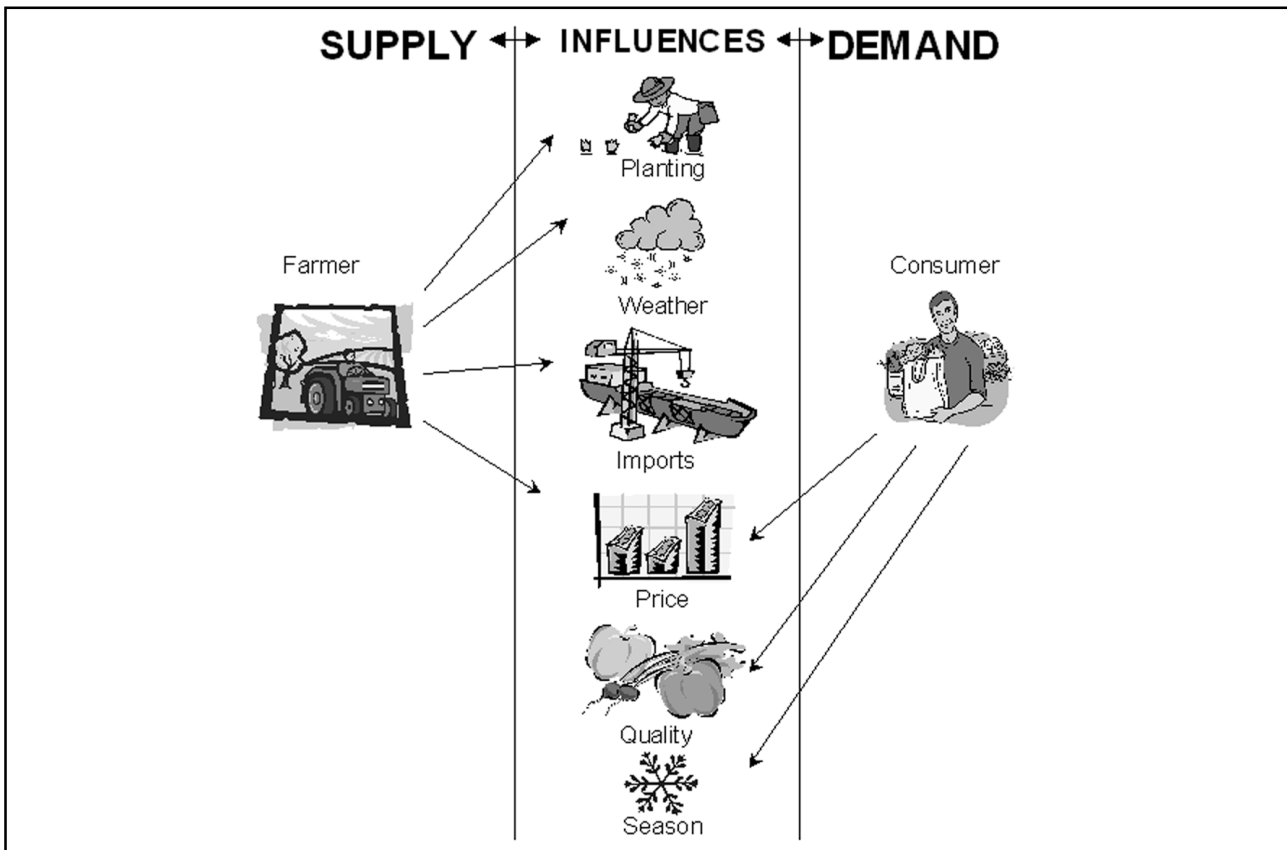 SUPPLY INFLUENCES DEMAND
Planting
Weather
Farmer
Consumer
Imports
Price
Quality
Season